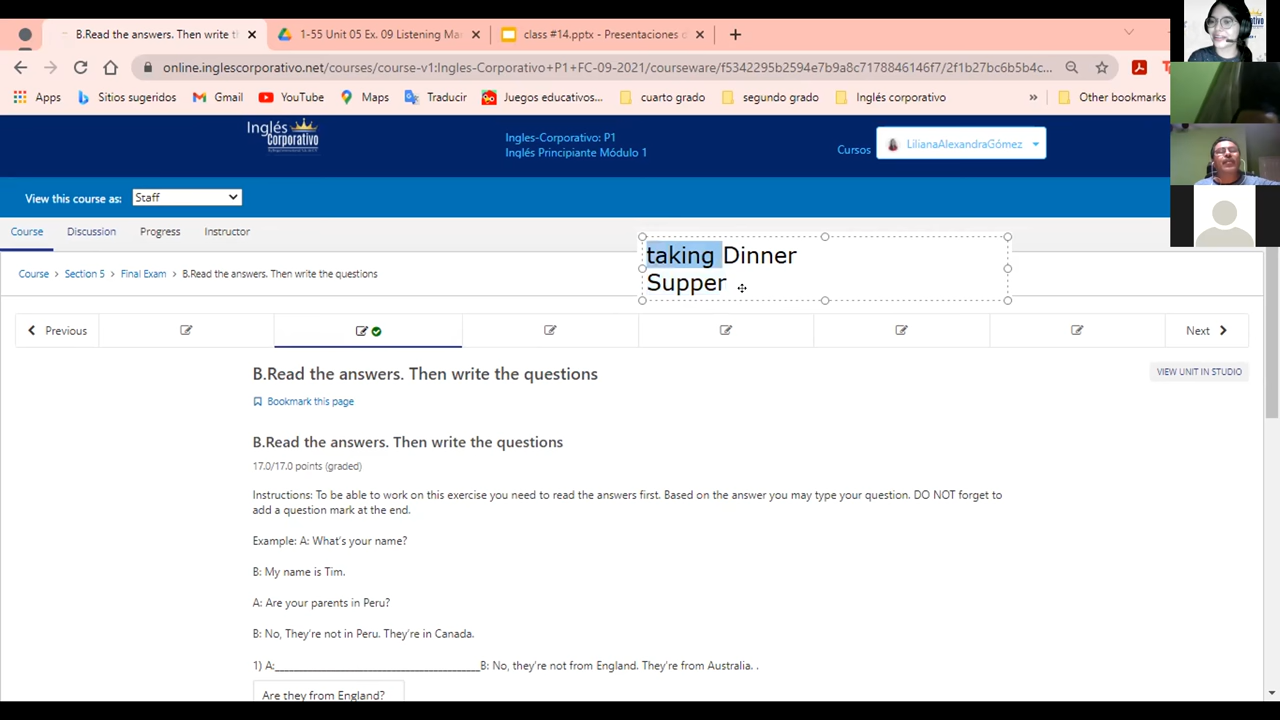 B.Read the answers. Then write th
1-55 Unit 05 Ex. 09 Listening Ma
class #14.pptx - Presentaciones d
online.inglescorporativo.net/courses/course-v1:Ingles-Corporativo+P1+FC-09-2021/courseware/f5342295b2594e7b9a8c7178846146f7/2f1b27bc6b5b4c...
Apps
Sitios sugeridos
Gmail
YouTube
Maps
Traducir
Juegos educativos...
cuarto grado
segundo grado
Inglés corporativo
»
Other bookmarks
Inglés
Corporativo
Ingles-Corporativo: P1
Inglés Principiante Módulo 1
Cursos
LilianaAlexandraGómez
View this course as:
Staff
Course
Discussion
Progress
Instructor
taking Dinner
Supper
Course > Section 5 > Final Exam > B.Read the answers. Then write the questions
Previous
Next
B.Read the answers. Then write the questions
VIEW UNIT IN STUDIO
Bookmark this page
B.Read the answers. Then write the questions
17.0/17.0 points (graded)
Instructions: To be able to work on this exercise you need to read the answers first. Based on the answer you may type your question. DO NOT forget to
add a question mark at the end.
Example: A: What's your name?
B: My name is Tim.
A: Are your parents in Peru?
B: No, They're not in Peru. They're in Canada.
1) A:________________________________________B: No, they're not from England. They're from Australia. .
Are they from England?